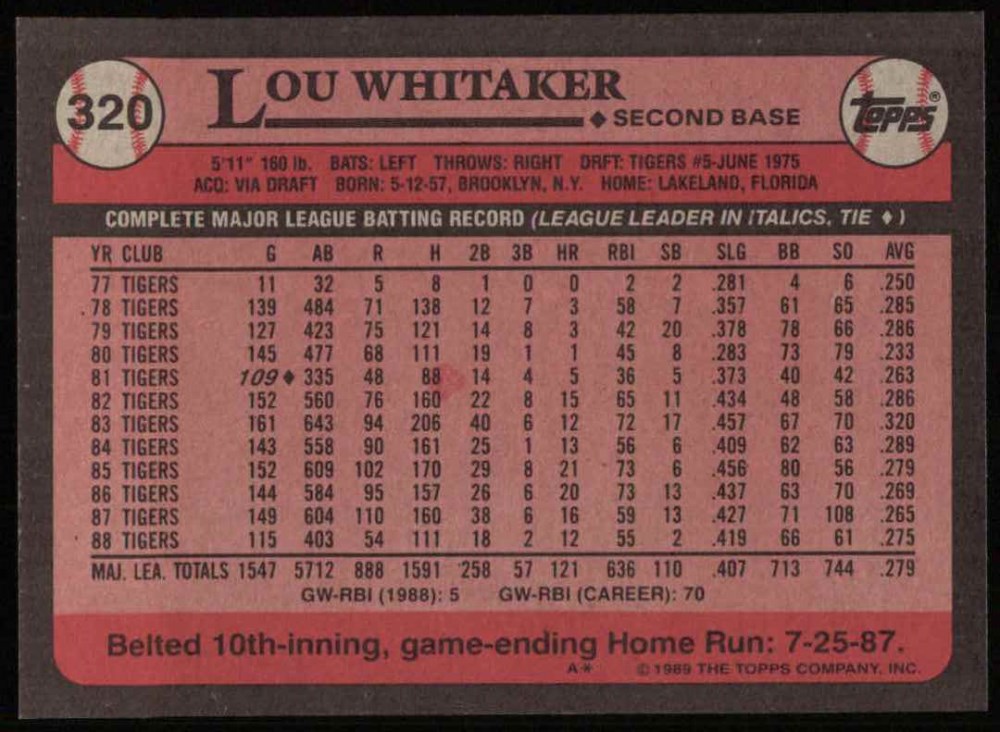 320
LOU WHITAKER
◆ SECOND BASE
TOPPS®
5'11" 160 lb. BATS: LEFT THROWS: RIGHT DRFT: TIGERS #5-JUNE 1975
ACQ: VIA DRAFT BORN: 5-12-57, BROOKLYN, N.Y. HOME: LAKELAND, FLORIDA
COMPLETE MAJOR LEAGUE BATTING RECORD (LEAGUE LEADER IN ITALICS, TIE ♦ )
YR CLUB G AB R H 2B 3B HR RBI SB SLG BB SO AVG
77 TIGERS 11 32 5 8 1 0 0 2 2 .281 4 6 .250
78 TIGERS 139 484 71 138 12 7 3 58 7 .357 61 65 .285
79 TIGERS 127 423 75 121 14 8 3 42 20 .378 78 66 .286
80 TIGERS 145 477 68 111 19 1 1 45 8 .283 73 79 .233
81 TIGERS 109♦ 335 48 88 14 4 5 36 5 .373 40 42 .263
82 TIGERS 152 560 76 160 22 8 15 65 11 .434 48 58 .286
83 TIGERS 161 643 94 206 40 6 12 72 17 .457 67 70 .320
84 TIGERS 143 558 90 161 25 1 13 56 6 .409 62 63 .289
85 TIGERS 152 609 102 170 29 8 21 73 6 .456 80 56 .279
86 TIGERS 144 584 95 157 26 6 20 73 13 .437 63 70 .269
87 TIGERS 149 604 110 160 38 6 16 59 13 .427 71 108 .265
88 TIGERS 115 403 54 111 18 2 12 55 2 .419 66 61 .275
MAJ. LEA. TOTALS 1547 5712 888 1591 258 57 121 636 110 .407 713 744 .279
GW-RBI (1988): 5 GW-RBI (CAREER): 70
Belted 10th-inning, game-ending Home Run: 7-25-87.
A* © 1989 THE TOPPS COMPANY, INC.